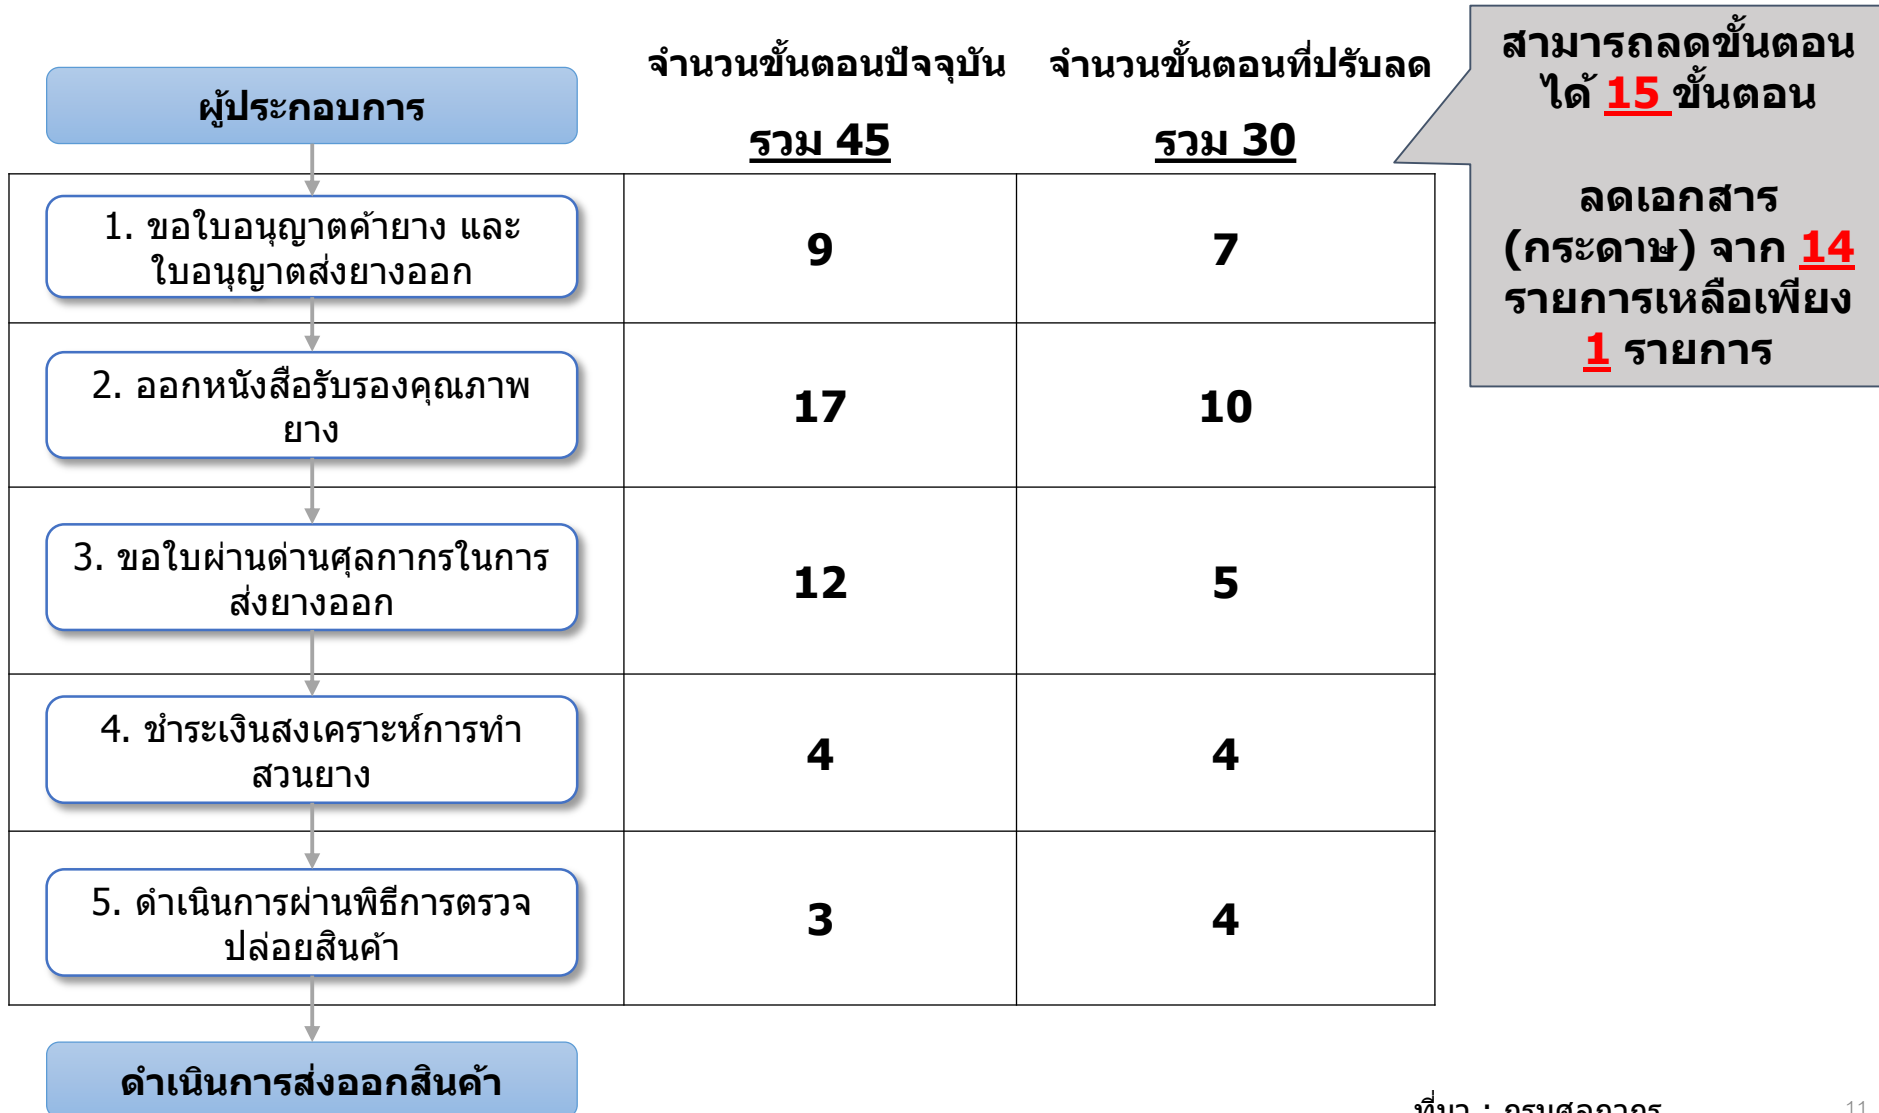 ผู้ประกอบการ
จำนวนขั้นตอนปัจจุบัน
รวม 45
จำนวนขั้นตอนที่ปรับลด
รวม 30
สามารถลดขั้นตอน
ได้ 15 ขั้นตอน
ลดเอกสาร
(กระดาษ) จาก 14
รายการเหลือเพียง
1 รายการ
1. ขอใบอนุญาตค้ายาง และ
ใบอนุญาตส่งยางออก
9
7
2. ออกหนังสือรับรองคุณภาพ
ยาง
17
10
3. ขอใบผ่านด่านศุลกากรในการ
ส่งยางออก
12
5
4. ชำระเงินสงเคราะห์การทำ
สวนยาง
4
4
5. ดำเนินการผ่านพิธีการตรวจ
ปล่อยสินค้า
3
4
ดำเนินการส่งออกสินค้า
ที่มา : กรมศุลกากร
11